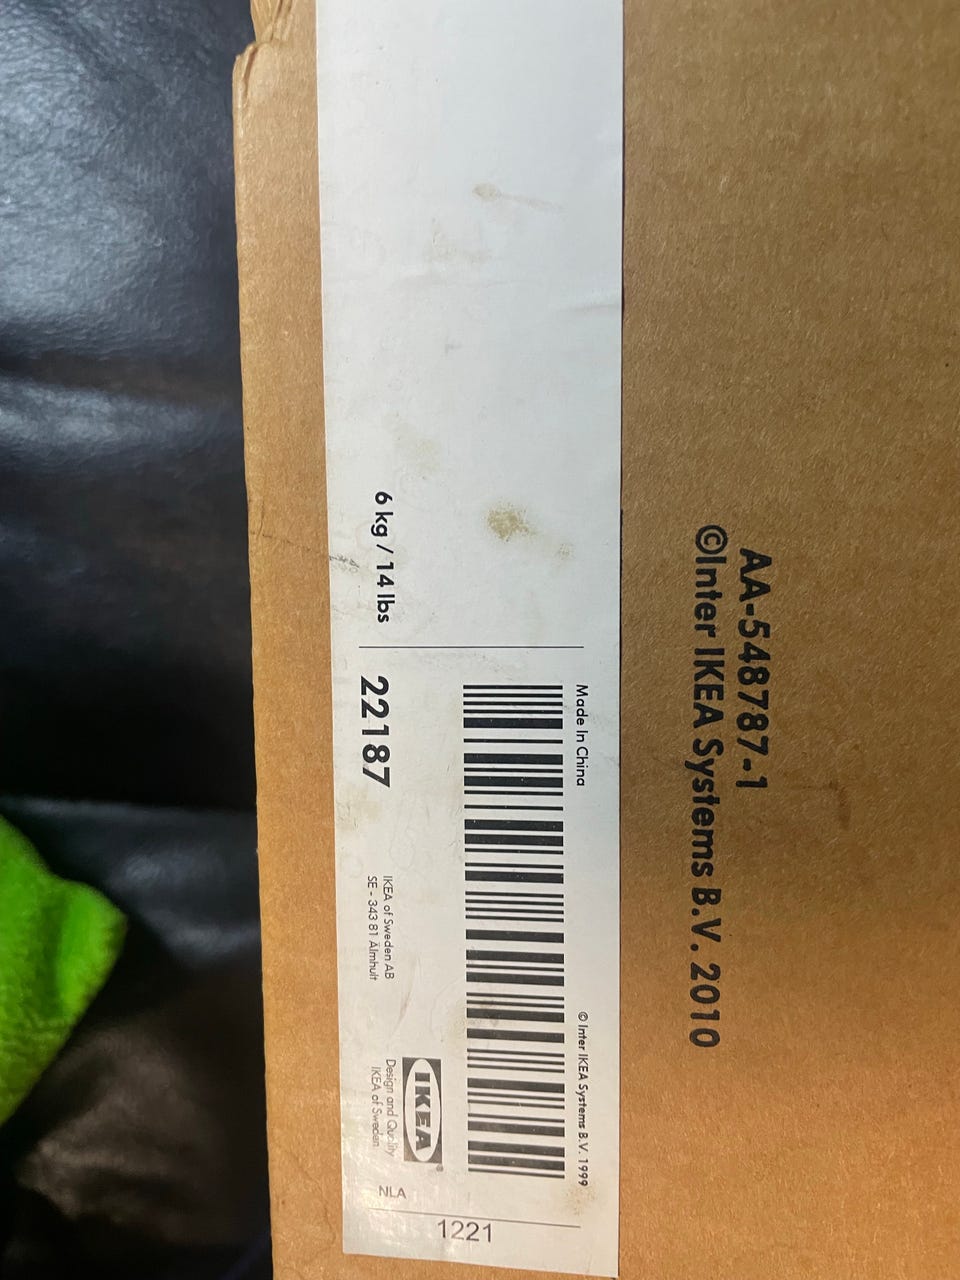 AA-548787-1
©Inter IKEA Systems B.V. 2010
Made In China
© Inter IKEA Systems B.V. 1999
6 kg / 14 lbs
22187
IKEA of Sweden AB
SE - 343 81 Älmhult
IKEA®
Design and Quality
IKEA of Sweden
NLA
1221